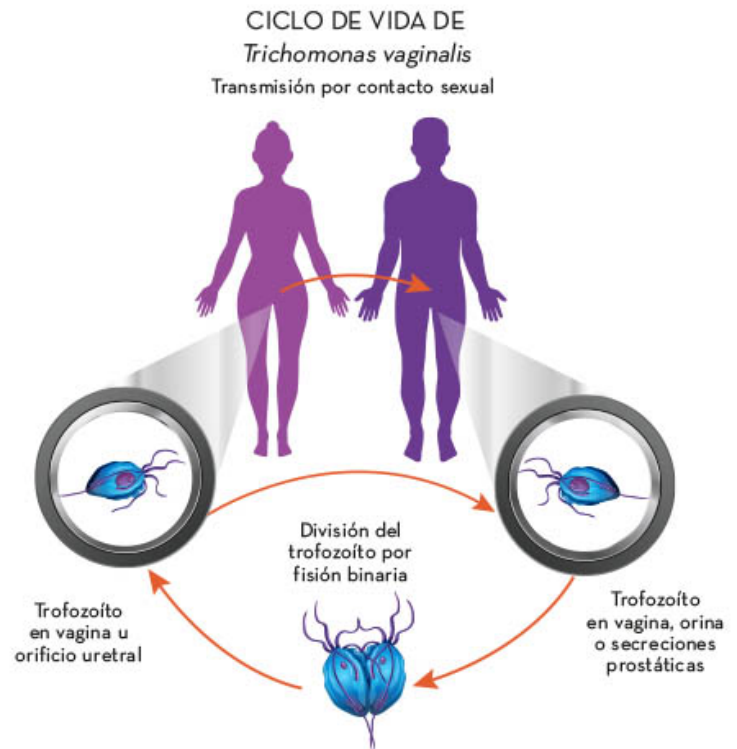 CICLO DE VIDA DE
Trichomonas vaginalis
Transmisión por contacto sexual
División del
trofozoíto por
fisión binaria
Trofozoíto
en vagina u
orificio uretral
Trofozoíto
en vagina, orina
o secreciones
prostáticas